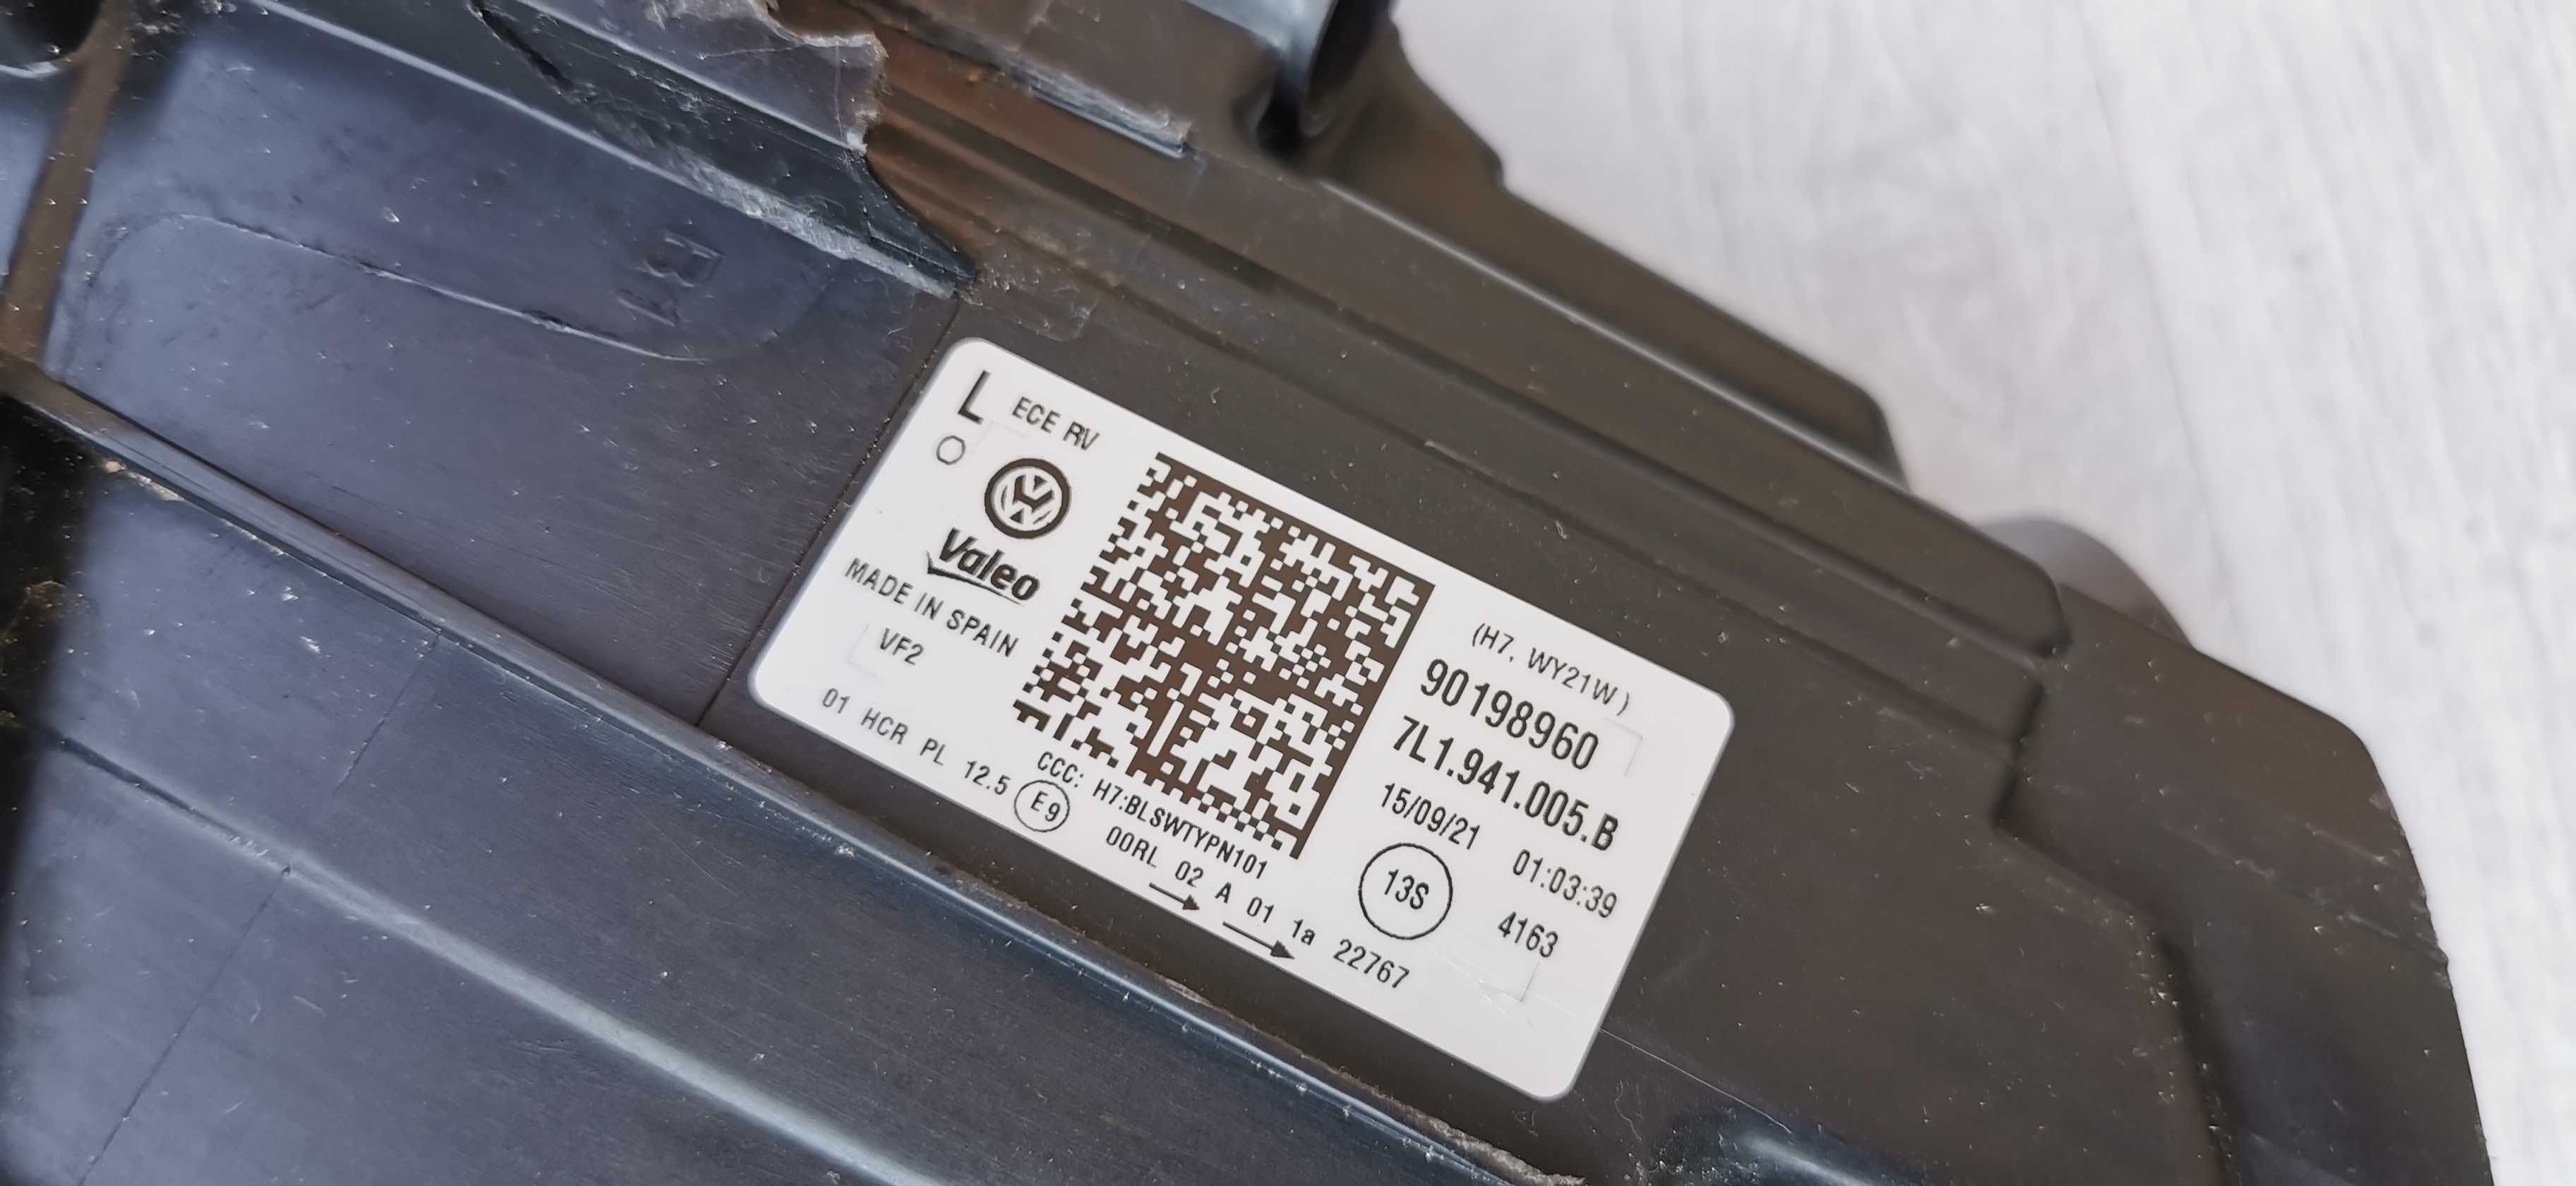 R1
L ECE RV
Valeo
MADE IN SPAIN
VF2
(H7, WY21W)
90198960
7L1.941.005.B
15/09/21 01:03:39
13S 4163
CCC: H7:BLSWTYPN101
01 HCR PL 12.5 E9 00RL 02 A 01 1a 22767